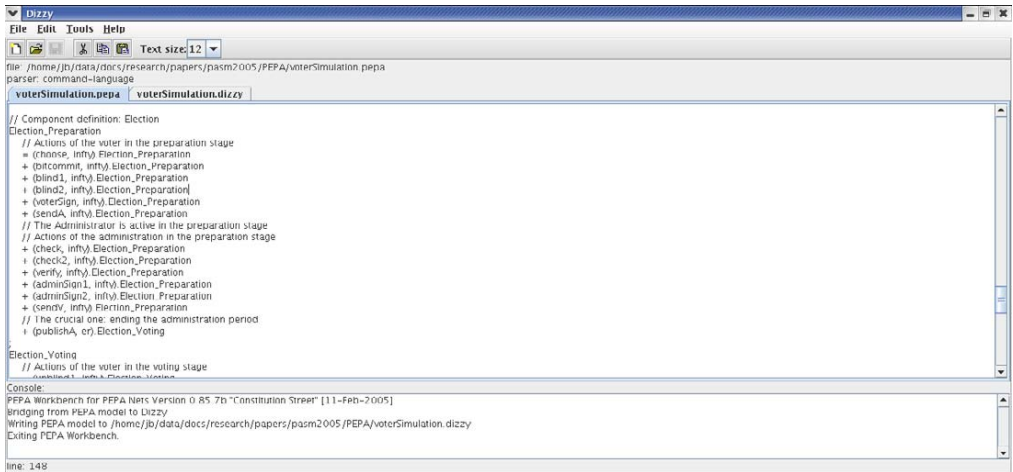 Dizzy
File Edit Tools Help
Text size: 12
file: /home/jb/data/docs/research/papers/pasm2005/PEPA/voterSimulation.pepa
parser: command-language
voterSimulation.pepa voterSimulation.dizzy
// Component definition: Election
Election_Preparation
// Actions of the voter in the preparation stage
= (choose, infty).Election_Preparation
+ (bitcommit, infty).Election_Preparation
+ (blind1, infty).Election_Preparation
+ (blind2, infty).Election_Preparation
+ (voterSign, infty).Election_Preparation
+ (sendA, infty).Election_Preparation
// The Administrator is active in the preparation stage
// Actions of the administration in the preparation stage
+ (check, infty).Election_Preparation
+ (check2, infty).Election_Preparation
+ (verify, infty).Election_Preparation
+ (adminSign1, infty).Election_Preparation
+ (adminSign2, infty).Election_Preparation
+ (sendV, infty).Election_Preparation
// The crucial one: ending the administration period
+ (publishA, er).Election_Voting
;
Election_Voting
// Actions of the voter in the voting stage
Console:
PEPA Workbench for PEPA Nets Version 0.85.7b "Constitution Street" [11-Feb-2005]
Bridging from PEPA model to Dizzy
Writing PEPA model to /home/jb/data/docs/research/papers/pasm2005/PEPA/voterSimulation.dizzy
Exiting PEPA Workbench.
line: 148